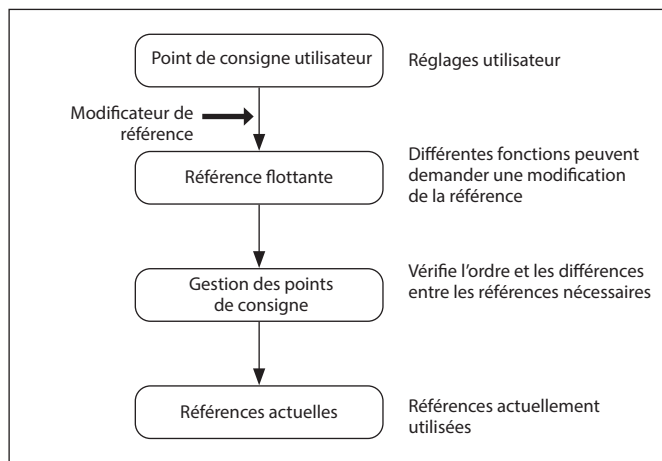 Point de consigne utilisateur
Réglages utilisateur
Modificateur de
référence
Référence flottante
Différentes fonctions peuvent
demander une modification
de la référence
Gestion des points
de consigne
Vérifie l'ordre et les différences
entre les références nécessaires
Références actuelles
Références actuellement
utilisées